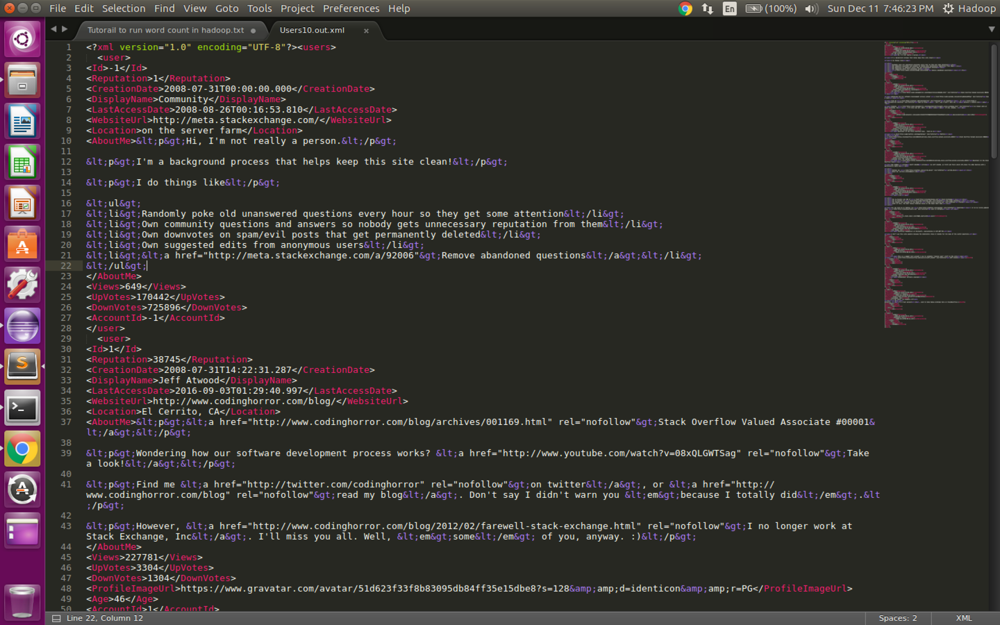 File Edit Selection Find View Goto Tools Project Preferences Help En (100%) Sun Dec 11 7:46:23 PM Hadoop
Tutorail to run word count in hadoop.txt Users10.out.xml
1 <?xml version="1.0" encoding="UTF-8"?><users>
2 <user>
3 <Id>-1</Id>
4 <Reputation>1</Reputation>
5 <CreationDate>2008-07-31T00:00:00.000</CreationDate>
6 <DisplayName>Community</DisplayName>
7 <LastAccessDate>2008-08-26T00:16:53.810</LastAccessDate>
8 <WebsiteUrl>http://meta.stackexchange.com/</WebsiteUrl>
9 <Location>on the server farm</Location>
10 <AboutMe>&lt;p&gt;Hi, I'm not really a person.&lt;/p&gt;
11
12 &lt;p&gt;I'm a background process that helps keep this site clean!&lt;/p&gt;
13
14 &lt;p&gt;I do things like&lt;/p&gt;
15
16 &lt;ul&gt;
17 &lt;li&gt;Randomly poke old unanswered questions every hour so they get some attention&lt;/li&gt;
18 &lt;li&gt;Own community questions and answers so nobody gets unnecessary reputation from them&lt;/li&gt;
19 &lt;li&gt;Own downvotes on spam/evil posts that get permanently deleted&lt;/li&gt;
20 &lt;li&gt;Own suggested edits from anonymous users&lt;/li&gt;
21 &lt;li&gt;&lt;a href="http://meta.stackexchange.com/a/92006"&gt;Remove abandoned questions&lt;/a&gt;&lt;/li&gt;
22 &lt;/ul&gt;
23 </AboutMe>
24 <Views>649</Views>
25 <UpVotes>170442</UpVotes>
26 <DownVotes>725896</DownVotes>
27 <AccountId>-1</AccountId>
28 </user>
29 <user>
30 <Id>1</Id>
31 <Reputation>38745</Reputation>
32 <CreationDate>2008-07-31T14:22:31.287</CreationDate>
33 <DisplayName>Jeff Atwood</DisplayName>
34 <LastAccessDate>2016-09-03T01:29:40.997</LastAccessDate>
35 <WebsiteUrl>http://www.codinghorror.com/blog/</WebsiteUrl>
36 <Location>El Cerrito, CA</Location>
37 <AboutMe>&lt;p&gt;&lt;a href="http://www.codinghorror.com/blog/archives/001169.html" rel="nofollow"&gt;Stack Overflow Valued Associate #00001&
lt;/a&gt;&lt;/p&gt;
38
39 &lt;p&gt;Wondering how our software development process works? &lt;a href="http://www.youtube.com/watch?v=08xQLGWTSag" rel="nofollow"&gt;Take
a look!&lt;/a&gt;&lt;/p&gt;
40
41 &lt;p&gt;Find me &lt;a href="http://twitter.com/codinghorror" rel="nofollow"&gt;on twitter&lt;/a&gt;, or &lt;a href="http://
www.codinghorror.com/blog" rel="nofollow"&gt;read my blog&lt;/a&gt;. Don't say I didn't warn you &lt;em&gt;because I totally did&lt;/em&gt;.&lt
;/p&gt;
42
43 &lt;p&gt;However, &lt;a href="http://www.codinghorror.com/blog/2012/02/farewell-stack-exchange.html" rel="nofollow"&gt;I no longer work at
Stack Exchange, Inc&lt;/a&gt;. I'll miss you all. Well, &lt;em&gt;some&lt;/em&gt; of you, anyway. :)&lt;/p&gt;
44 </AboutMe>
45 <Views>227781</Views>
46 <UpVotes>3304</UpVotes>
47 <DownVotes>1304</DownVotes>
48 <ProfileImageUrl>https://www.gravatar.com/avatar/51d623f33f8b83095db84ff35e15dbe8?s=128&amp;amp;d=identicon&amp;amp;r=PG</ProfileImageUrl>
49 <Age>46</Age>
50 <AccountId>1</AccountId>
Line 22, Column 12 Spaces: 2 XML